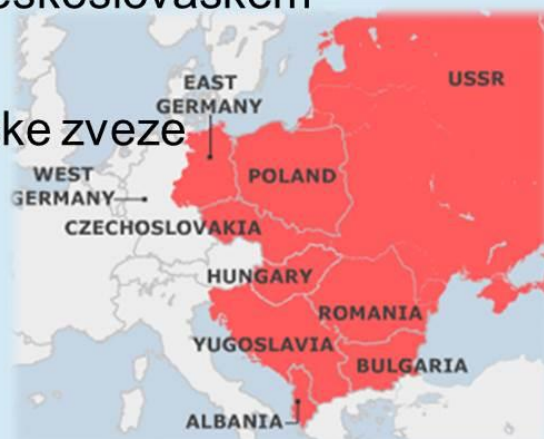 ke zveze
EAST
GERMANY
USSR
WEST
GERMANY
POLAND
CZECHOSLOVAKIA
HUNGARY
ROMANIA
YUGOSLAVIA
BULGARIA
ALBANIA